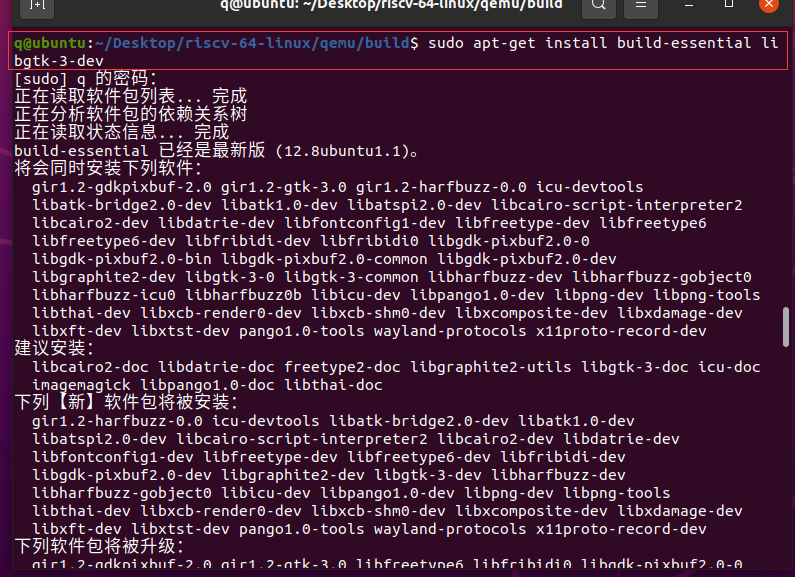 q@ubuntu: ~/Desktop/riscv-64-linux/qemu/build
q@ubuntu:~/Desktop/riscv-64-linux/qemu/build$ sudo apt-get install build-essential li
bgtk-3-dev
[sudo] q 的密码：
正在读取软件包列表... 完成
正在分析软件包的依赖关系树
正在读取状态信息... 完成
build-essential 已经是最新版 (12.8ubuntu1.1)。
将会同时安装下列软件：
gir1.2-gdkpixbuf-2.0 gir1.2-gtk-3.0 gir1.2-harfbuzz-0.0 icu-devtools
libatk-bridge2.0-dev libatk1.0-dev libatspi2.0-dev libcairo-script-interpreter2
libcairo2-dev libdatrie-dev libfontconfig1-dev libfreetype-dev libfreetype6
libfreetype6-dev libfribidi-dev libfribidi0 libgdk-pixbuf2.0-0
libgdk-pixbuf2.0-bin libgdk-pixbuf2.0-common libgdk-pixbuf2.0-dev
libgraphite2-dev libgtk-3-0 libgtk-3-common libharfbuzz-dev libharfbuzz-gobject0
libharfbuzz-icu0 libharfbuzz0b libicu-dev libpango1.0-dev libpng-dev libpng-tools
libthai-dev libxcb-render0-dev libxcb-shm0-dev libxcomposite-dev libxdamage-dev
libxft-dev libxtst-dev pango1.0-tools wayland-protocols x11proto-record-dev
建议安装：
libcairo2-doc libdatrie-doc freetype2-doc libgraphite2-utils libgtk-3-doc icu-doc
imagemagick libpango1.0-doc libthai-doc
下列【新】软件包将被安装：
gir1.2-harfbuzz-0.0 icu-devtools libatk-bridge2.0-dev libatk1.0-dev
libatspi2.0-dev libcairo-script-interpreter2 libcairo2-dev libdatrie-dev
libfontconfig1-dev libfreetype-dev libfreetype6-dev libfribidi-dev
libgdk-pixbuf2.0-dev libgraphite2-dev libgtk-3-dev libharfbuzz-dev
libharfbuzz-gobject0 libicu-dev libpango1.0-dev libpng-dev libpng-tools
libthai-dev libxcb-render0-dev libxcb-shm0-dev libxcomposite-dev libxdamage-dev
libxft-dev libxtst-dev pango1.0-tools wayland-protocols x11proto-record-dev
下列软件包将被升级：
gir1.2-gdkpixbuf-2.0 gir1.2-gtk-3.0 libfreetype6 libfribidi0 libgdk-pixbuf2.0-0